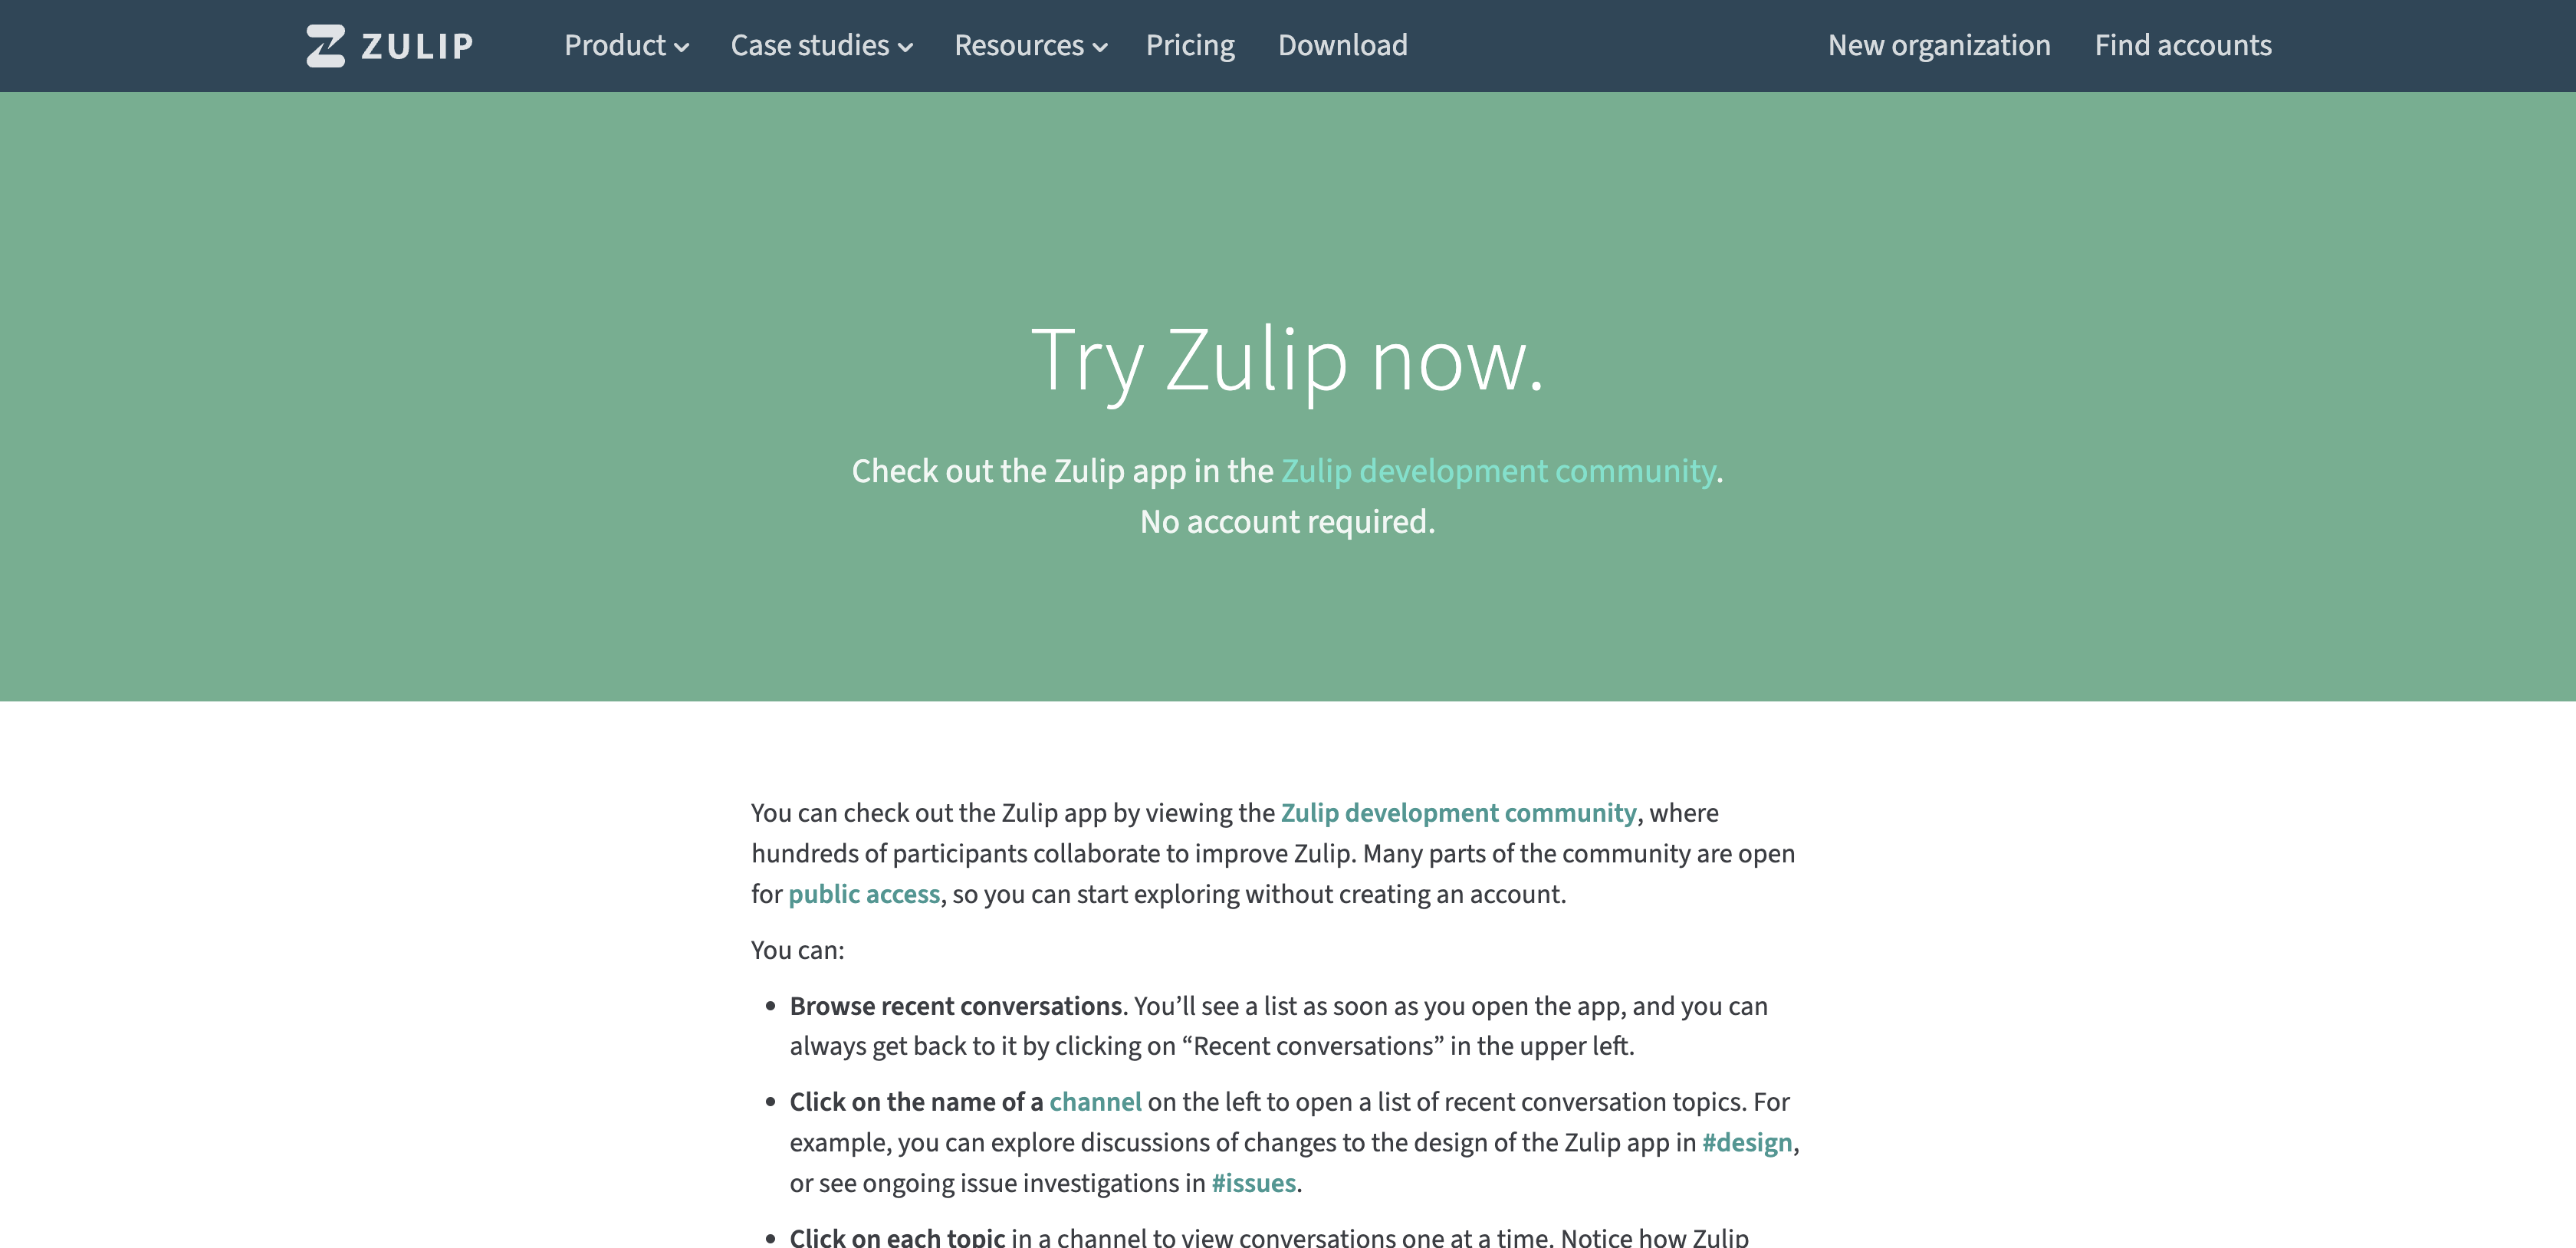 ZULIP
Product
Case studies
Resources
Pricing
Download
New organization
Find accounts
Try Zulip now.
Check out the Zulip app in the Zulip development community.
No account required.
You can check out the Zulip app by viewing the Zulip development community, where
hundreds of participants collaborate to improve Zulip. Many parts of the community are open
for public access, so you can start exploring without creating an account.
You can:
• Browse recent conversations. You’ll see a list as soon as you open the app, and you can
always get back to it by clicking on “Recent conversations” in the upper left.
• Click on the name of a channel on the left to open a list of recent conversation topics. For
example, you can explore discussions of changes to the design of the Zulip app in #design,
or see ongoing issue investigations in #issues.
• Click on each topic in a channel to view conversations one at a time. Notice how Zulip